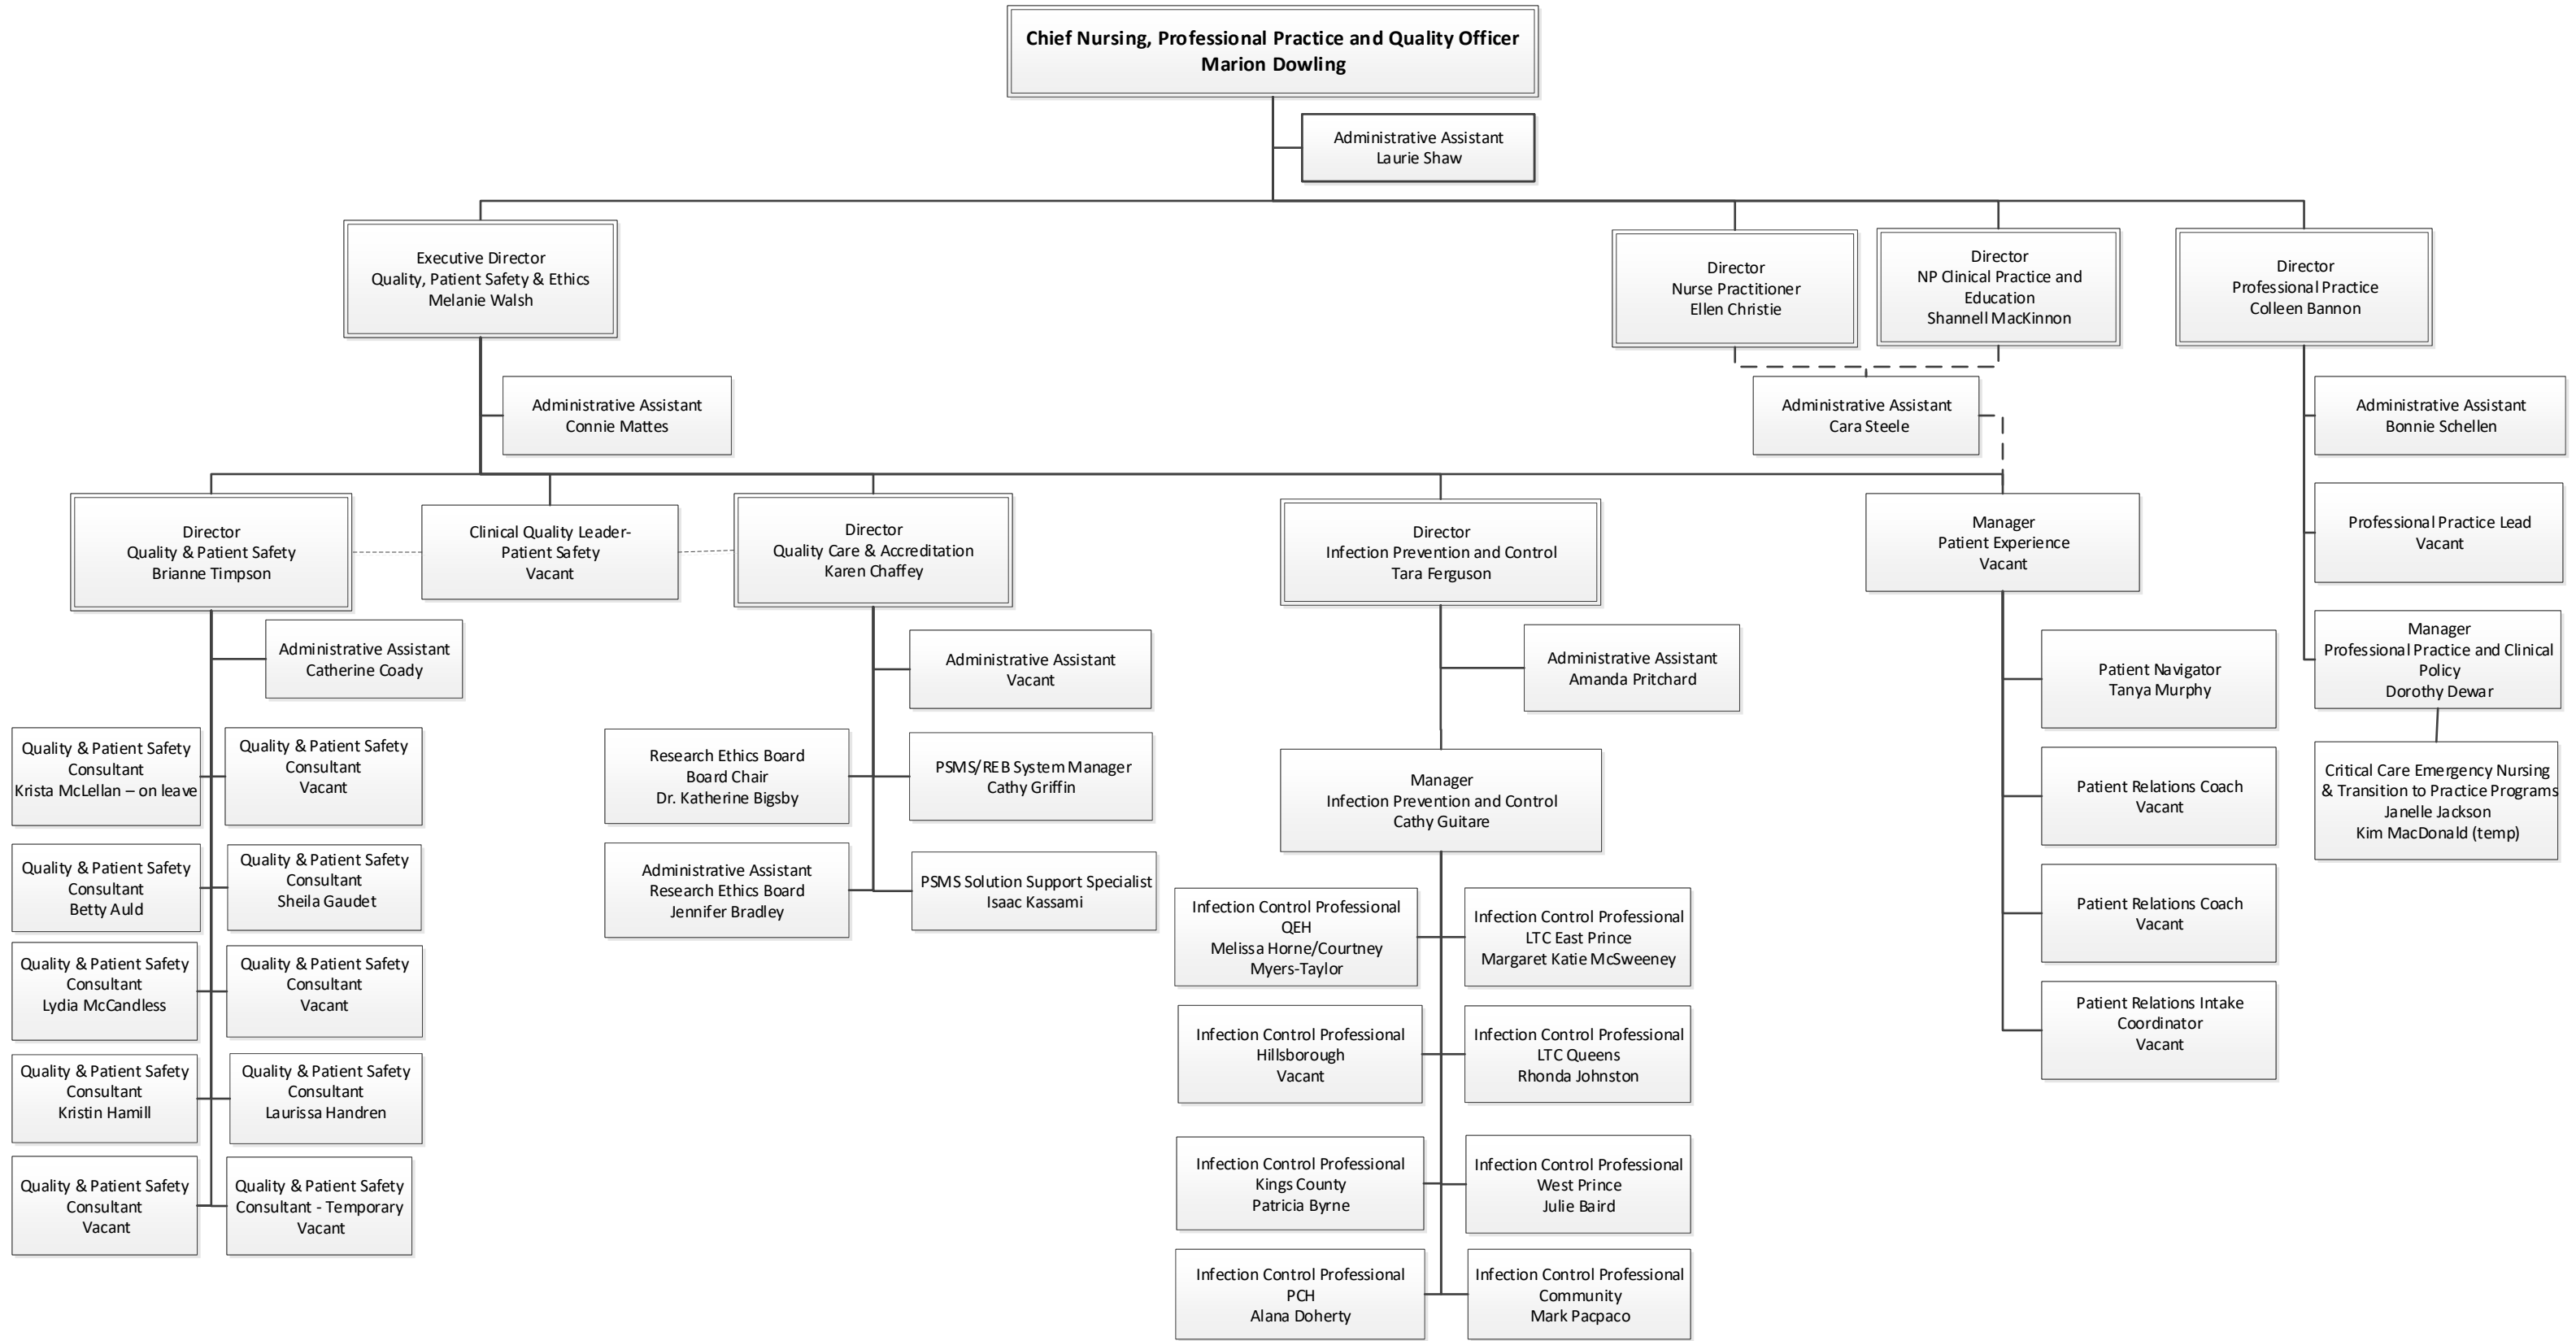 Chief Nursing, Professional Practice and Quality Officer
Marion Dowling
Administrative Assistant
Laurie Shaw
Executive Director
Quality, Patient Safety & Ethics
Melanie Walsh
Director
Nurse Practitioner
Ellen Christie
Director
NP Clinical Practice and
Education
Shannell MacKinnon
Director
Professional Practice
Colleen Bannon
Administrative Assistant
Connie Mattes
Administrative Assistant
Cara Steele
Administrative Assistant
Bonnie Schellen
Director
Quality & Patient Safety
Brianne Timpson
Clinical Quality Leader-
Patient Safety
Vacant
Director
Quality Care & Accreditation
Karen Chaffey
Director
Infection Prevention and Control
Tara Ferguson
Manager
Patient Experience
Vacant
Professional Practice Lead
Vacant
Administrative Assistant
Catherine Coady
Administrative Assistant
Vacant
Administrative Assistant
Amanda Pritchard
Patient Navigator
Tanya Murphy
Manager
Professional Practice and Clinical
Policy
Dorothy Dewar
Quality & Patient Safety
Consultant
Krista McLellan – on leave
Quality & Patient Safety
Consultant
Vacant
Research Ethics Board
Board Chair
Dr. Katherine Bigsby
PSMS/REB System Manager
Cathy Griffin
Manager
Infection Prevention and Control
Cathy Guitare
Patient Relations Coach
Vacant
Critical Care Emergency Nursing
& Transition to Practice Programs
Janelle Jackson
Kim MacDonald (temp)
Quality & Patient Safety
Consultant
Betty Auld
Quality & Patient Safety
Consultant
Sheila Gaudet
Administrative Assistant
Research Ethics Board
Jennifer Bradley
PSMS Solution Support Specialist
Isaac Kassami
Infection Control Professional
QEH
Melissa Horne/Courtney
Myers-Taylor
Infection Control Professional
LTC East Prince
Margaret Katie McSweeney
Patient Relations Coach
Vacant
Quality & Patient Safety
Consultant
Lydia McCandless
Quality & Patient Safety
Consultant
Vacant
Infection Control Professional
Hillsborough
Vacant
Infection Control Professional
LTC Queens
Rhonda Johnston
Patient Relations Intake
Coordinator
Vacant
Quality & Patient Safety
Consultant
Kristin Hamill
Quality & Patient Safety
Consultant
Laurissa Handren
Infection Control Professional
Kings County
Patricia Byrne
Infection Control Professional
West Prince
Julie Baird
Quality & Patient Safety
Consultant
Vacant
Quality & Patient Safety
Consultant - Temporary
Vacant
Infection Control Professional
PCH
Alana Doherty
Infection Control Professional
Community
Mark Pacpaco